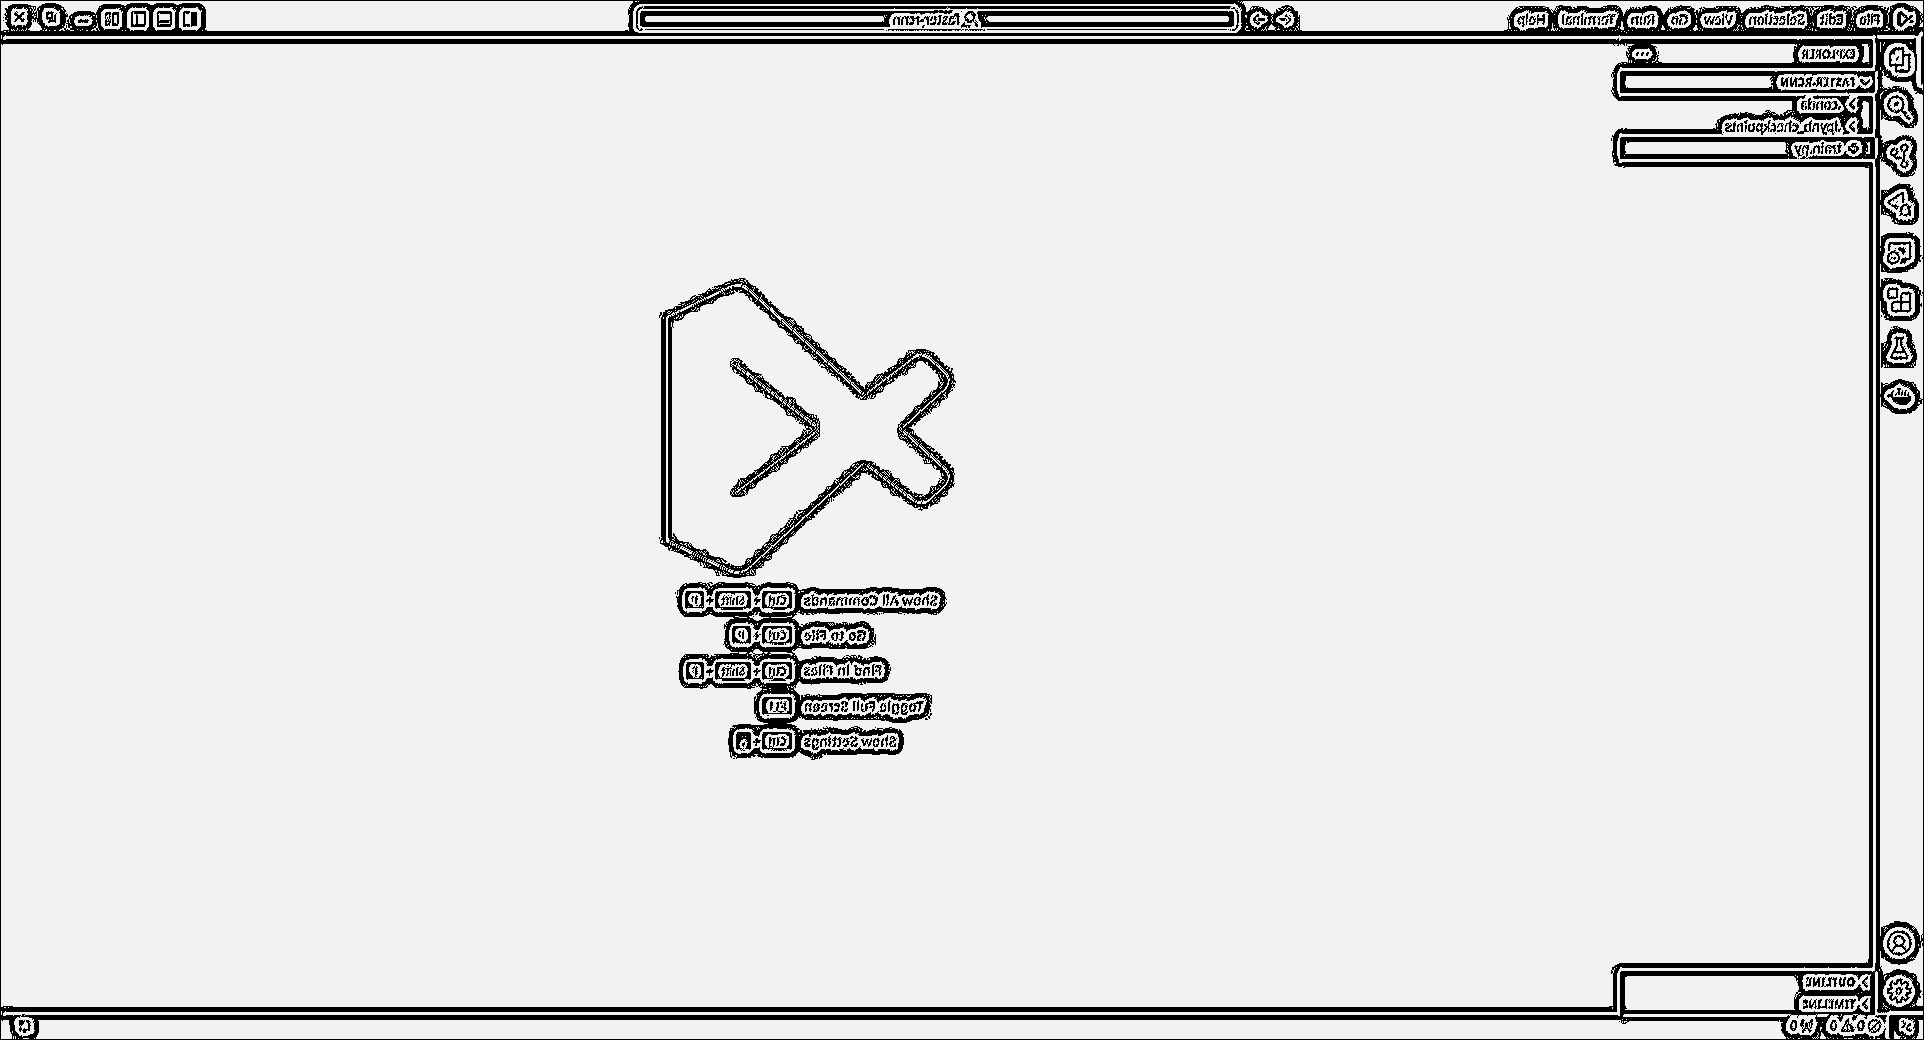 File Edit Selection View Go Run Terminal Help
faster-rcnn
EXPLORER
FASTER-RCNN
.conda
.ipynb_checkpoints
train.py
Show All Commands Ctrl + Shift + P
Go to File Ctrl + P
Find in Files Ctrl + Shift + F
Toggle Full Screen F11
Show Settings Ctrl + ,
OUTLINE
TIMELINE
0 0 0